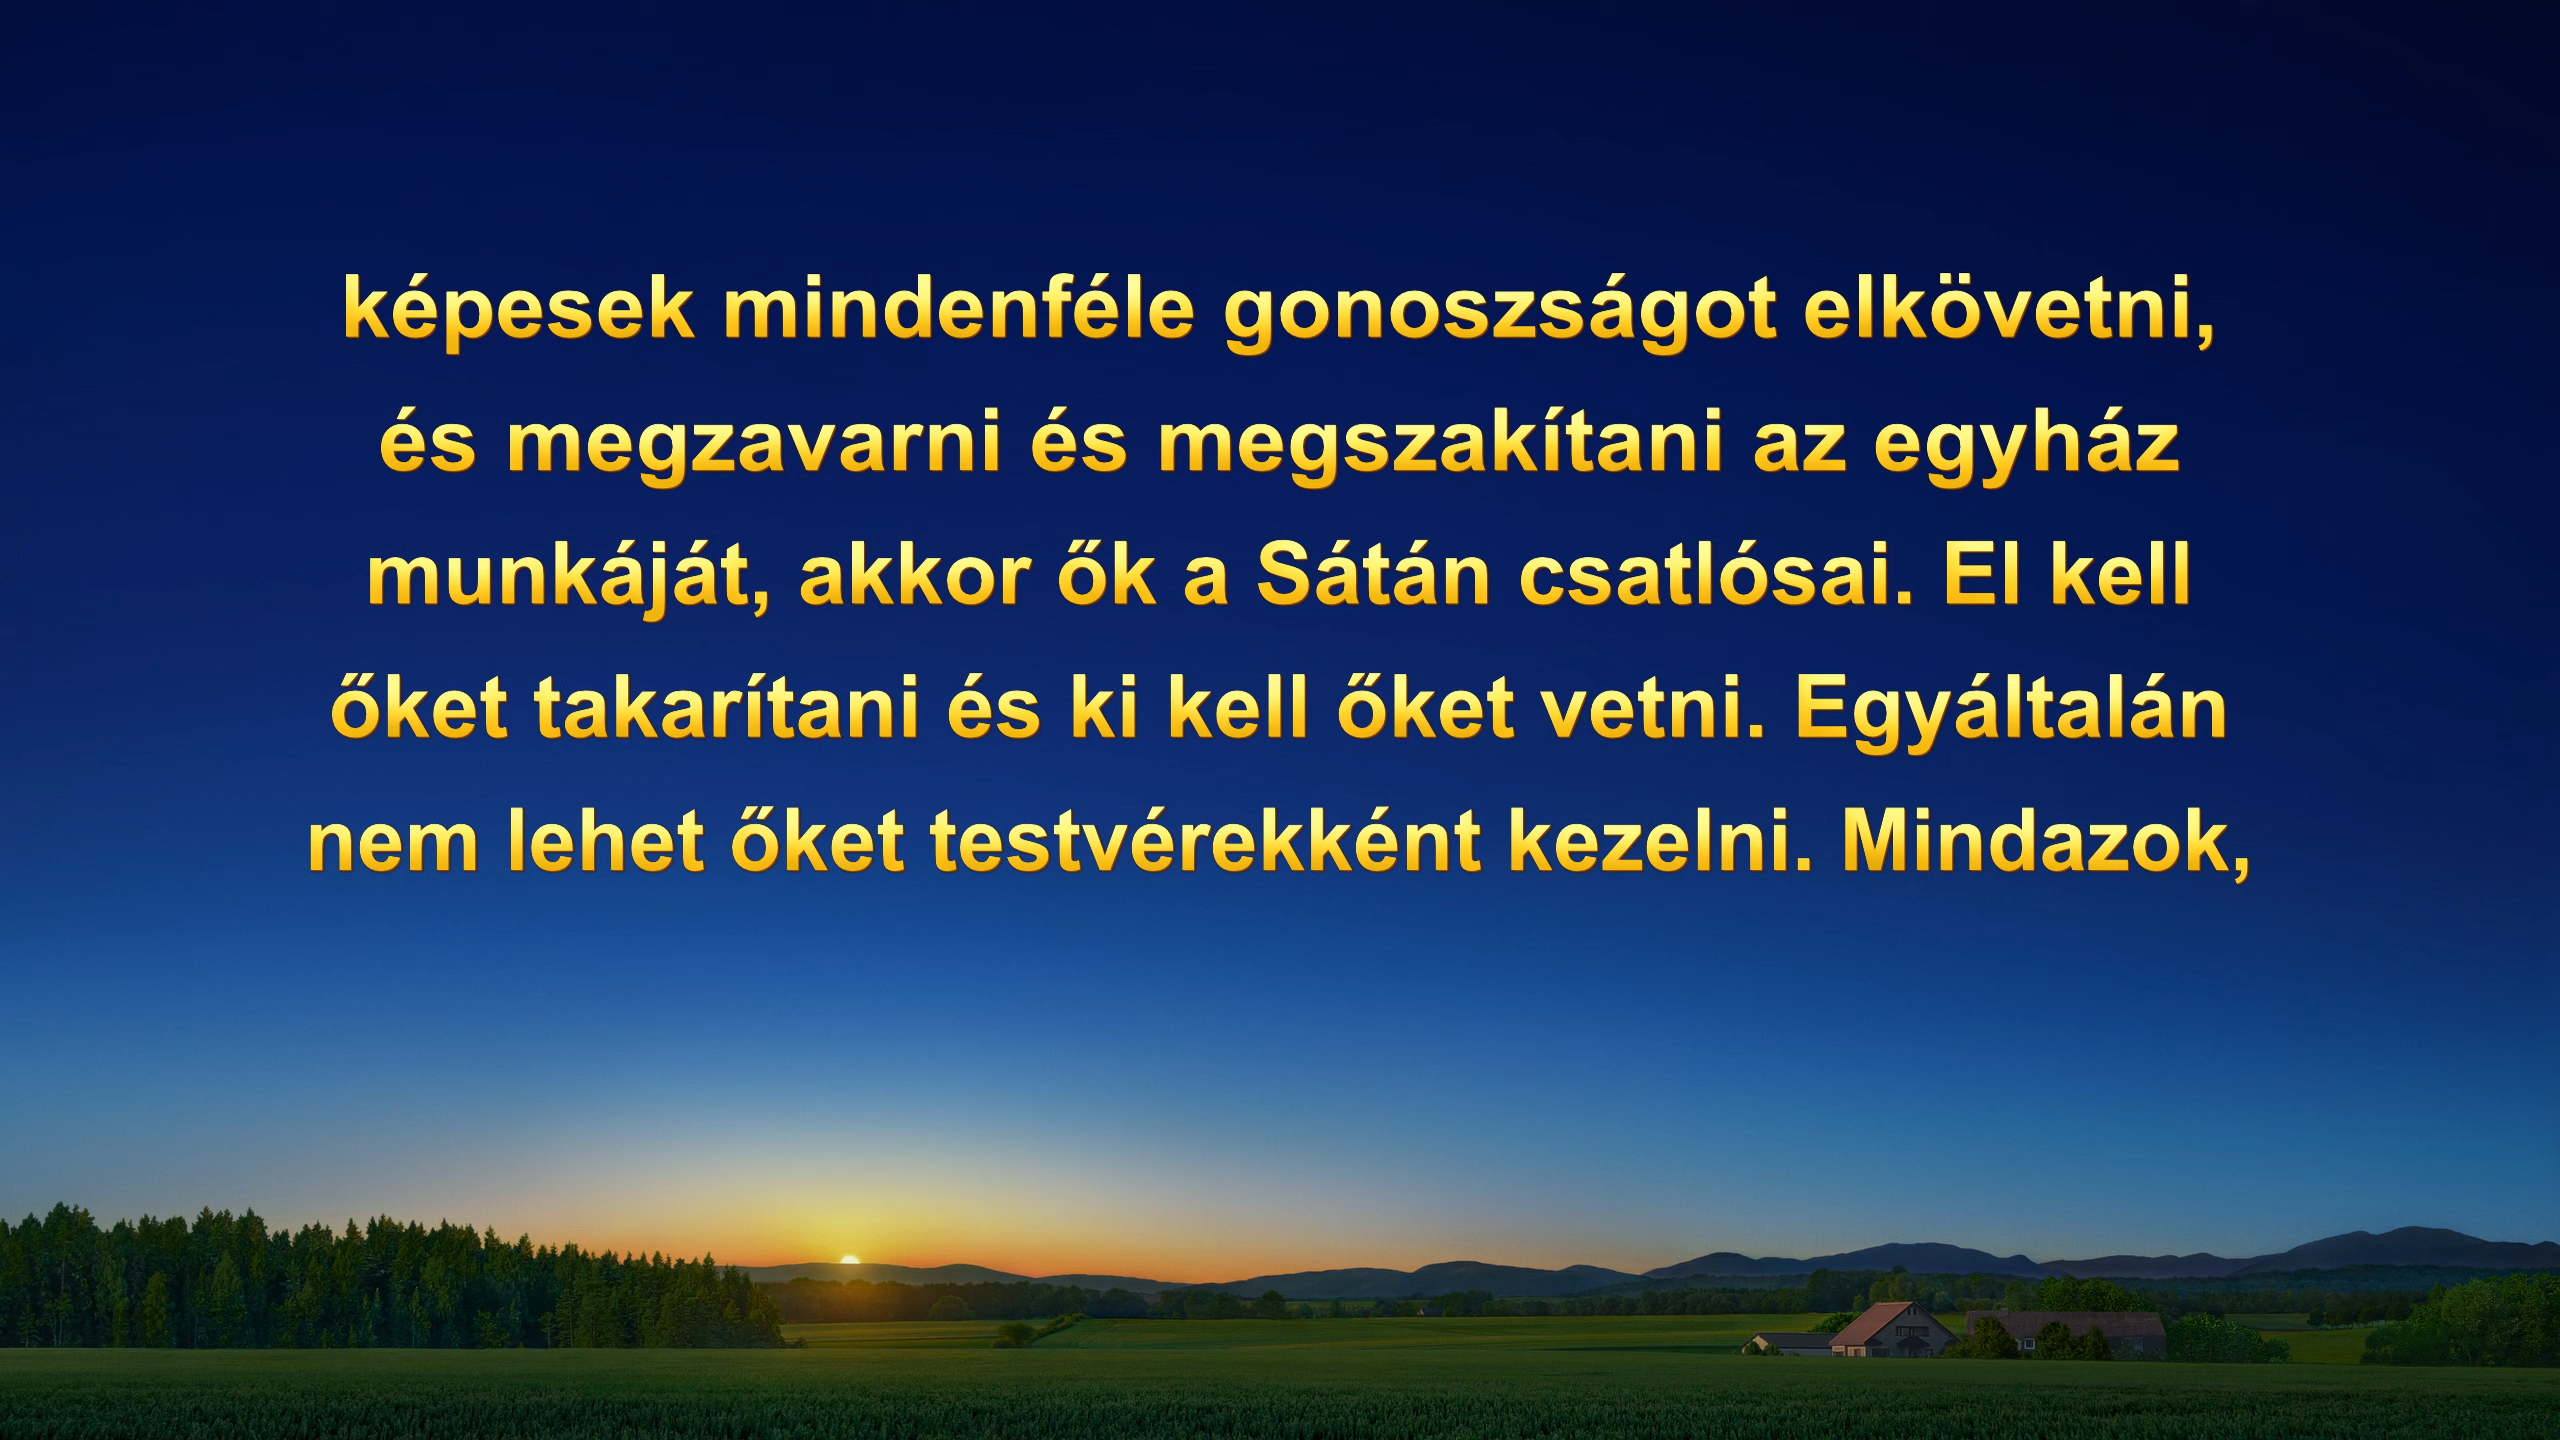 képesek mindenféle gonoszságot elkövetni,
és megzavarni és megszakítani az egyház
munkáját, akkor ők a Sátán csatlósai. El kell
őket takarítani és ki kell őket vetni. Egyáltalán
nem lehet őket testvérekként kezelni. Mindazok,